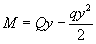 M = Qy - qy²/2